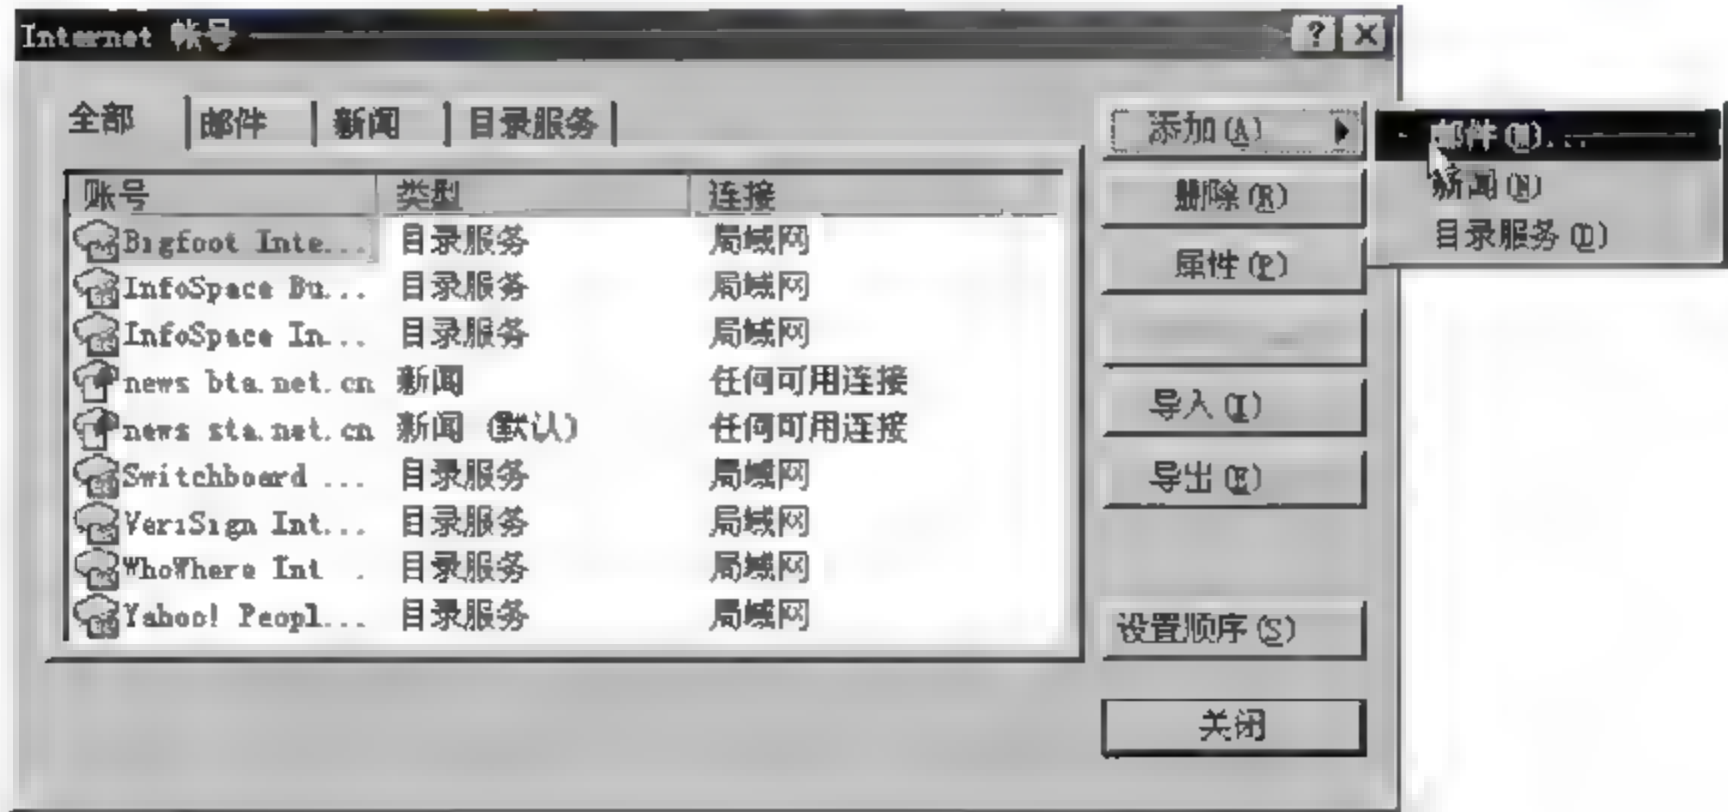 Internet 帐号
全部 邮件 新闻 目录服务
账号 类型 连接
Bigfoot Inte... 目录服务 局域网
InfoSpace Bu... 目录服务 局域网
InfoSpace In... 目录服务 局域网
news bta.net.cn 新闻 任何可用连接
news sta.net.cn 新闻 (默认) 任何可用连接
Switchboard ... 目录服务 局域网
VeriSign Int... 目录服务 局域网
WhoWhere Int . 目录服务 局域网
Yahoo! Peopl... 目录服务 局域网
添加(A)
删除(R)
属性(P)
导入(I)
导出(E)
设置顺序(S)
关闭
邮件(M)...
新闻(N)
目录服务(D)